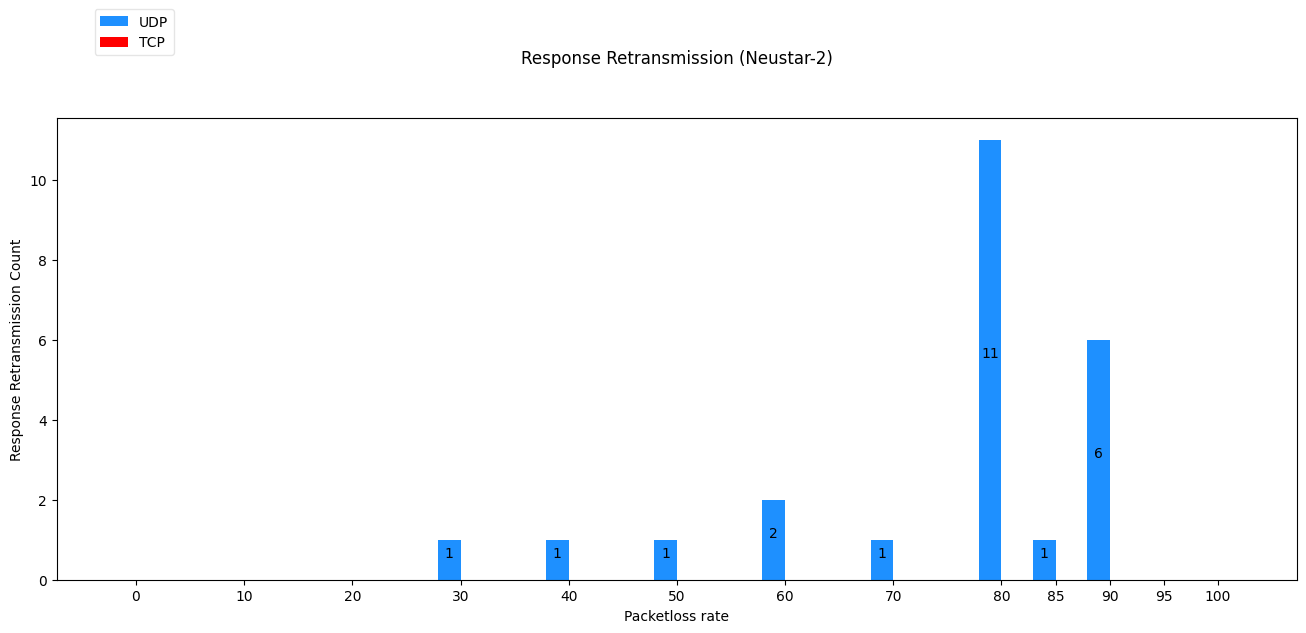 UDP
TCP
Response Retransmission (Neustar-2)
Response Retransmission Count
10
8
6
4
2
0
11
6
2
1
1
1
1
1
0 10 20 30 40 50 60 70 80 85 90 95 100
Packetloss rate